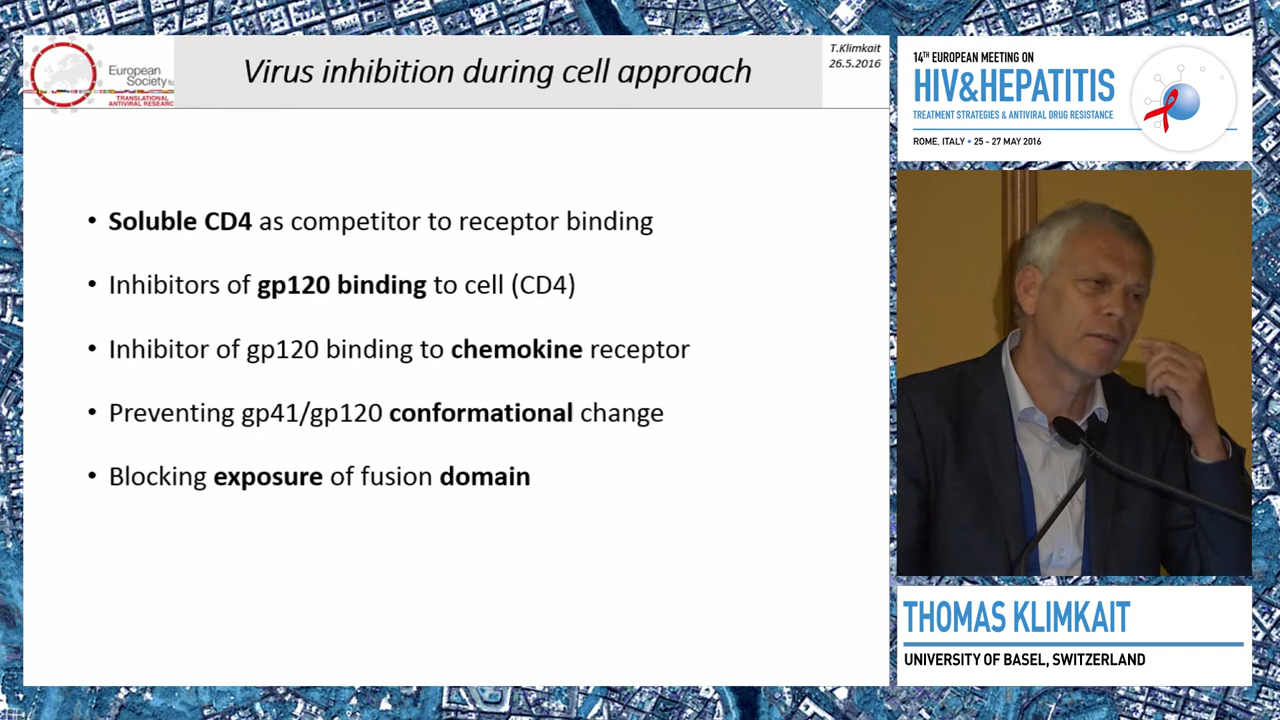 European
Society fo
TRANSLATIONAL
ANTIVIRAL RESEARC
Virus inhibition during cell approach
T.Klimkait
26.5.2016
• Soluble CD4 as competitor to receptor binding
• Inhibitors of gp120 binding to cell (CD4)
• Inhibitor of gp120 binding to chemokine receptor
• Preventing gp41/gp120 conformational change
• Blocking exposure of fusion domain
14TH EUROPEAN MEETING ON
HIV&HEPATITIS
TREATMENT STRATEGIES & ANTIVIRAL DRUG RESISTANCE
ROME, ITALY • 25 - 27 MAY 2016
THOMAS KLIMKAIT
UNIVERSITY OF BASEL, SWITZERLAND